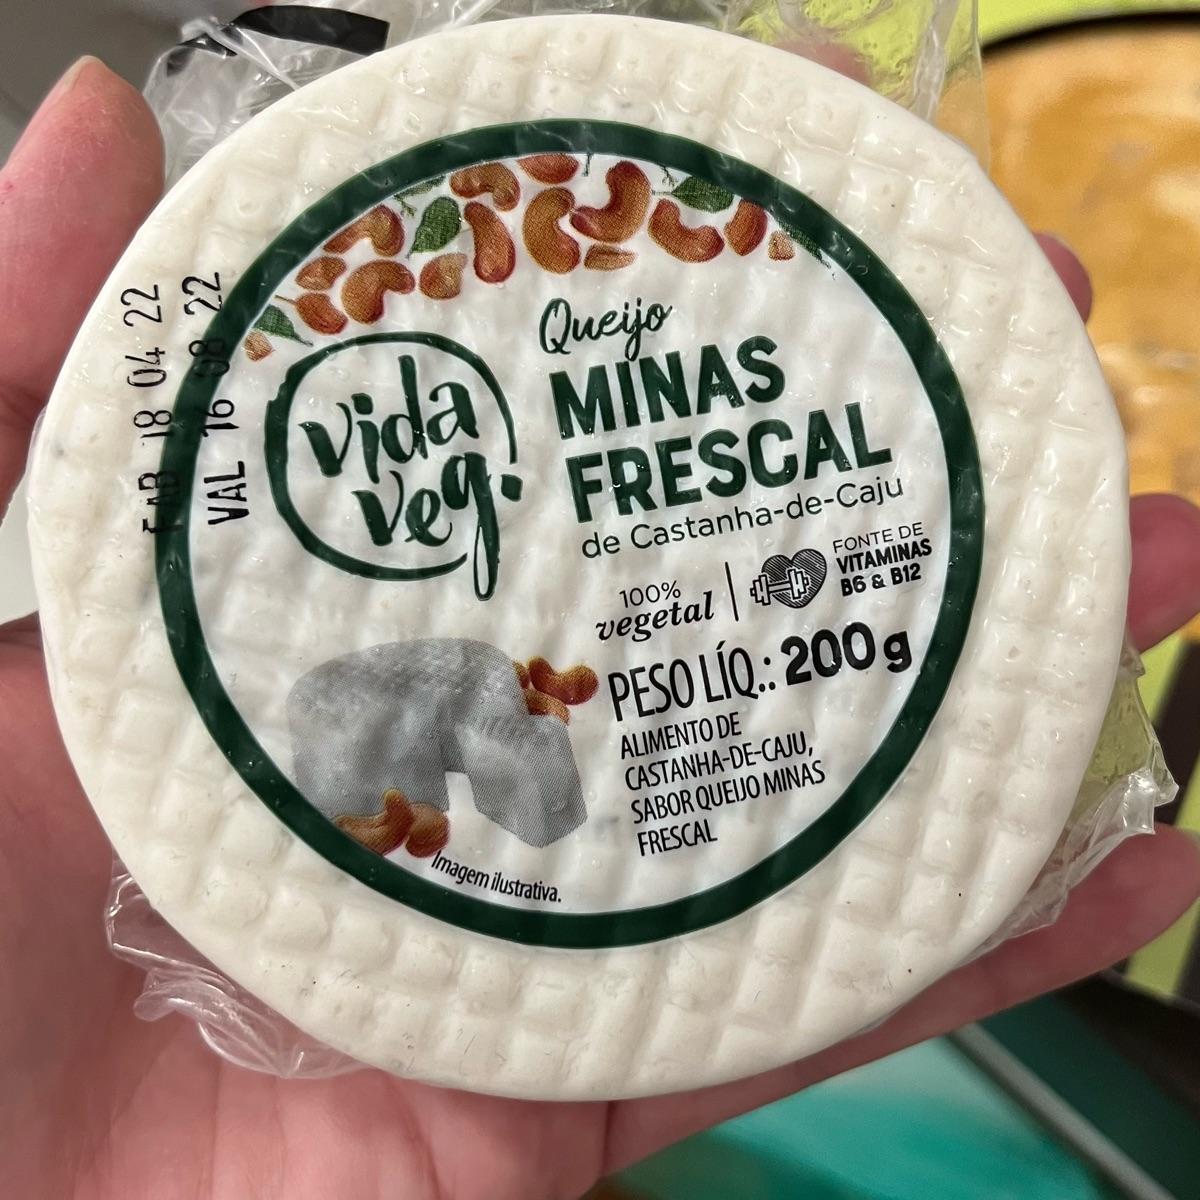 FAB 18 04 22
VAL 16 08 22
vida
veg.
Queijo
MINAS
FRESCAL
de Castanha-de-Caju
100%
vegetal
FONTE DE
VITAMINAS
B6 & B12
PESO LÍQ.: 200g
ALIMENTO DE
CASTANHA-DE-CAJU,
SABOR QUEIJO MINAS
FRESCAL
Imagem ilustrativa.